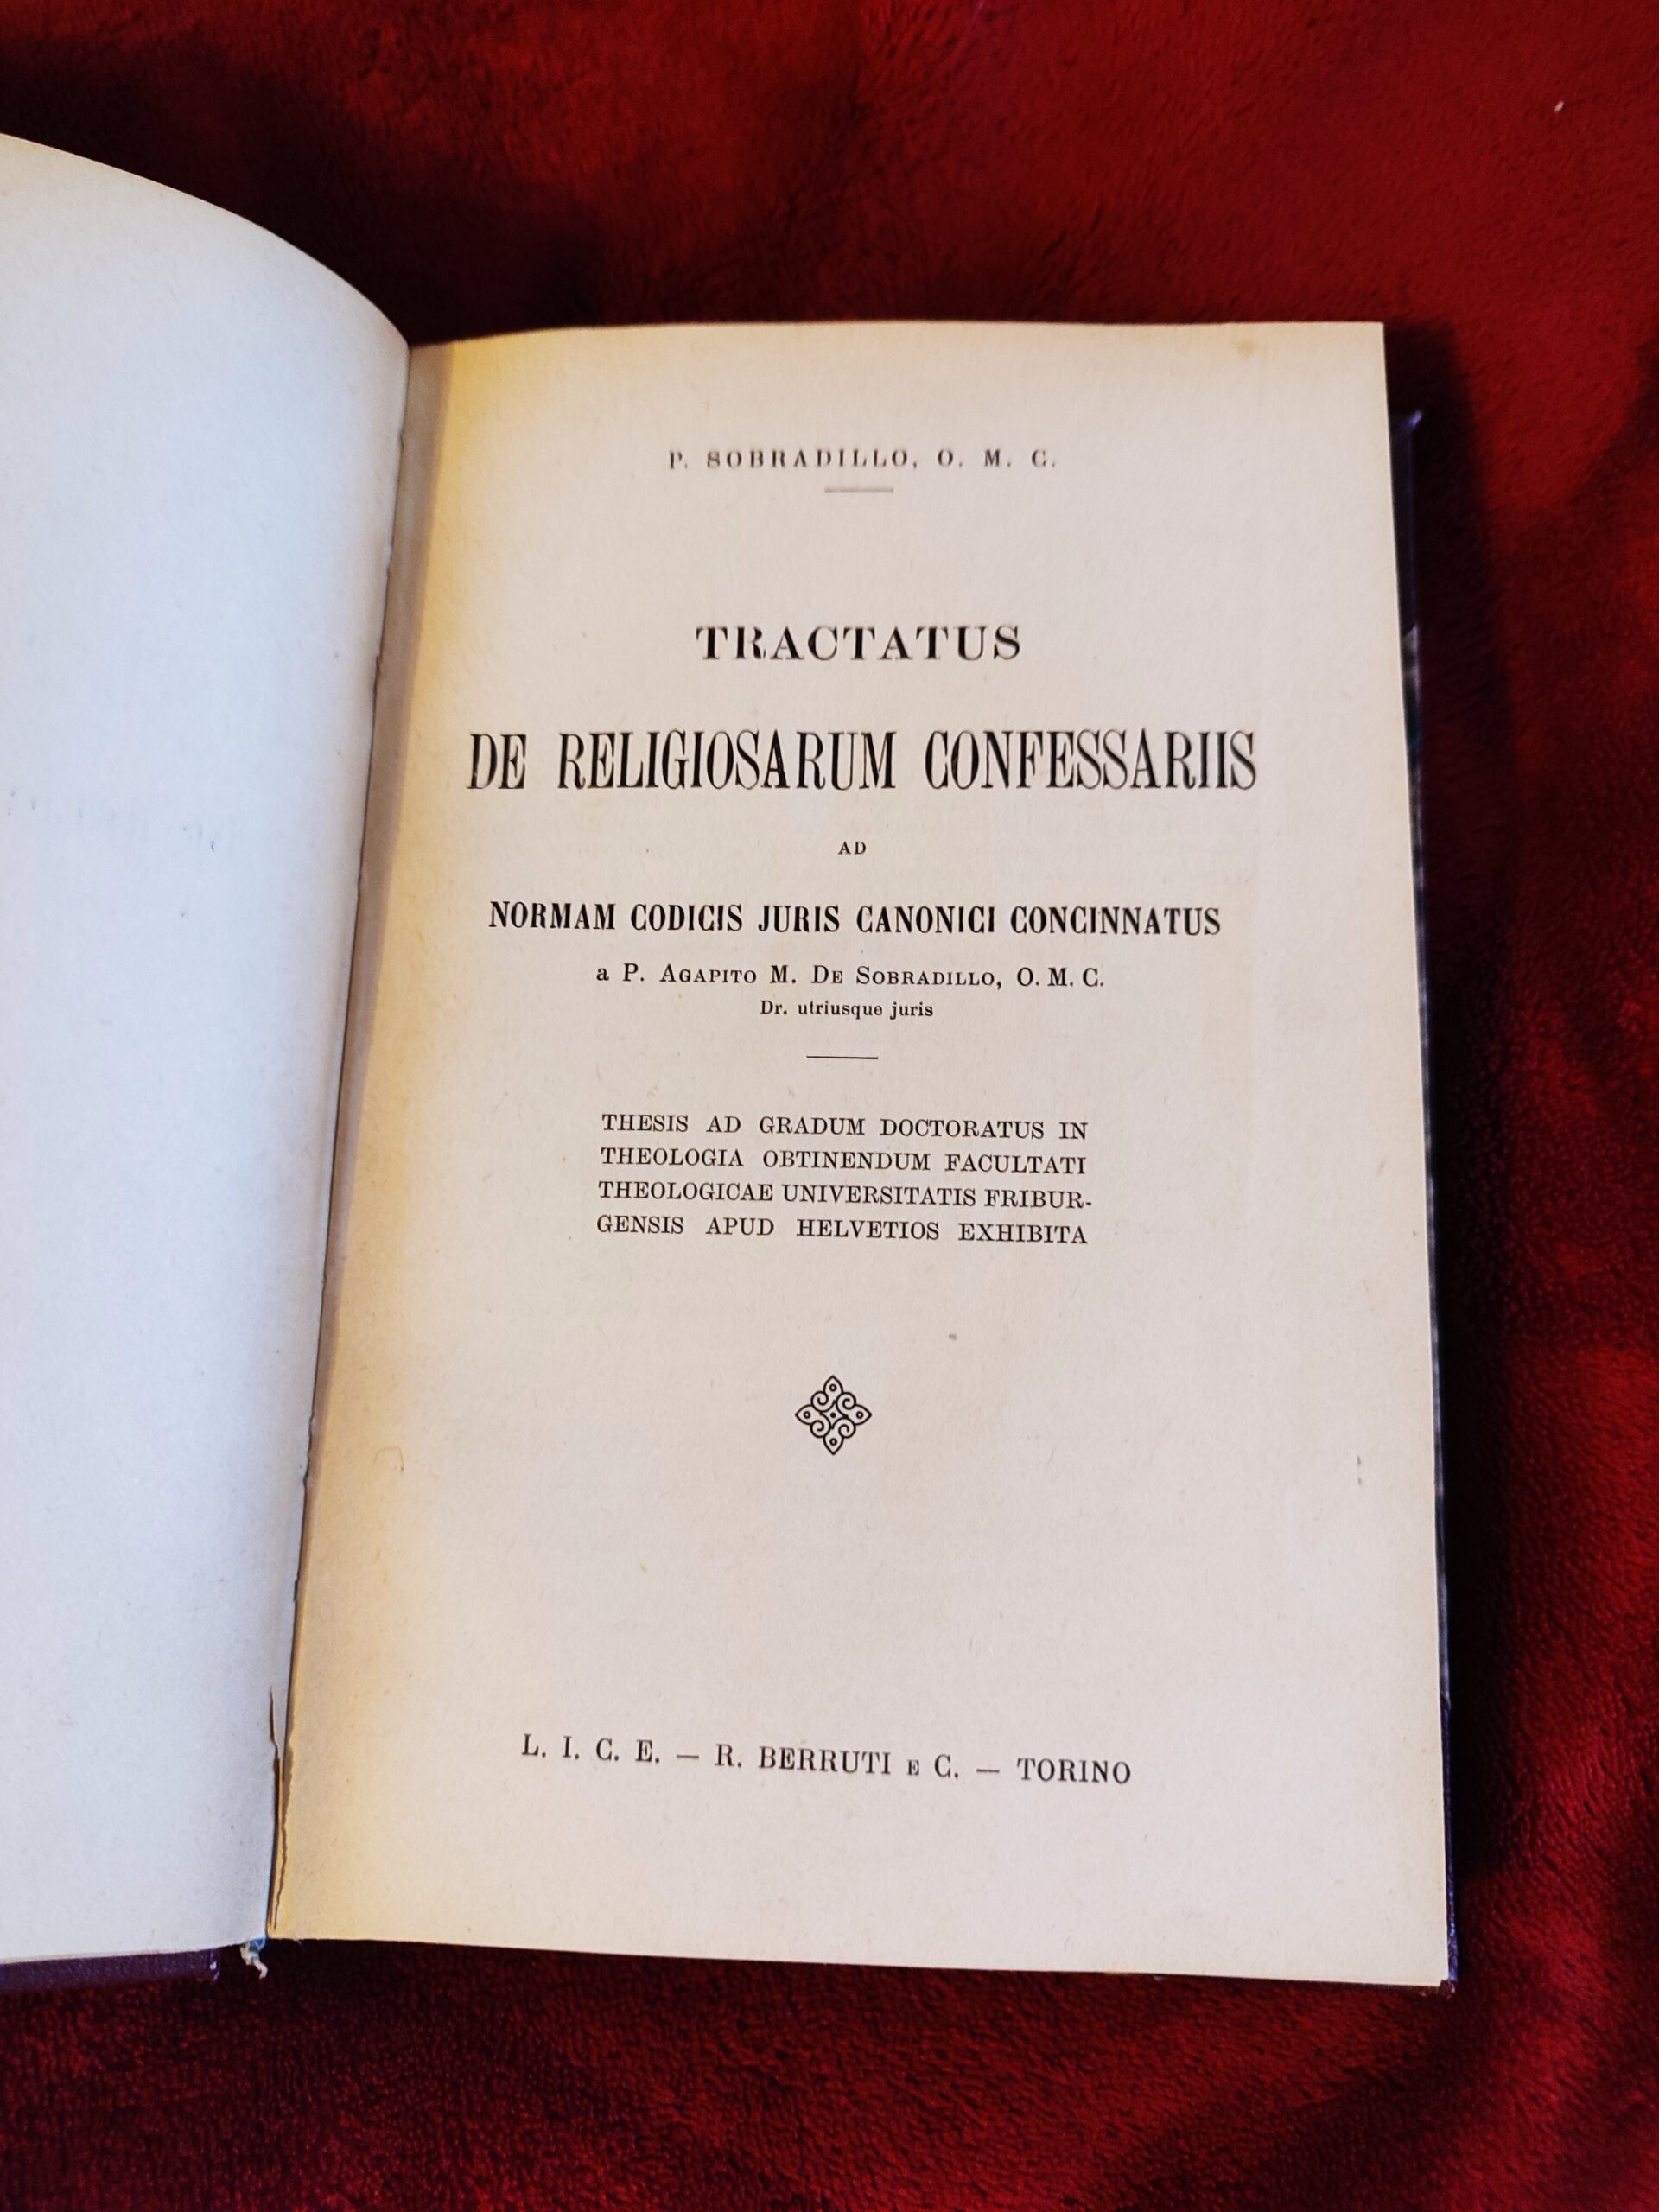 P. SOBRADILLO, O. M. C.
TRACTATUS
DE RELIGIOSARUM CONFESSARIIS
AD
NORMAM CODICIS JURIS CANONICI CONCINNATUS
a P. AGAPITO M. DE SOBRADILLO, O. M. C.
Dr. utriusque juris
THESIS AD GRADUM DOCTORATUS IN
THEOLOGIA OBTINENDUM FACULTATI
THEOLOGICAE UNIVERSITATIS FRIBUR-
GENSIS APUD HELVETIOS EXHIBITA
L. I. C. E. — R. BERRUTI E C. — TORINO